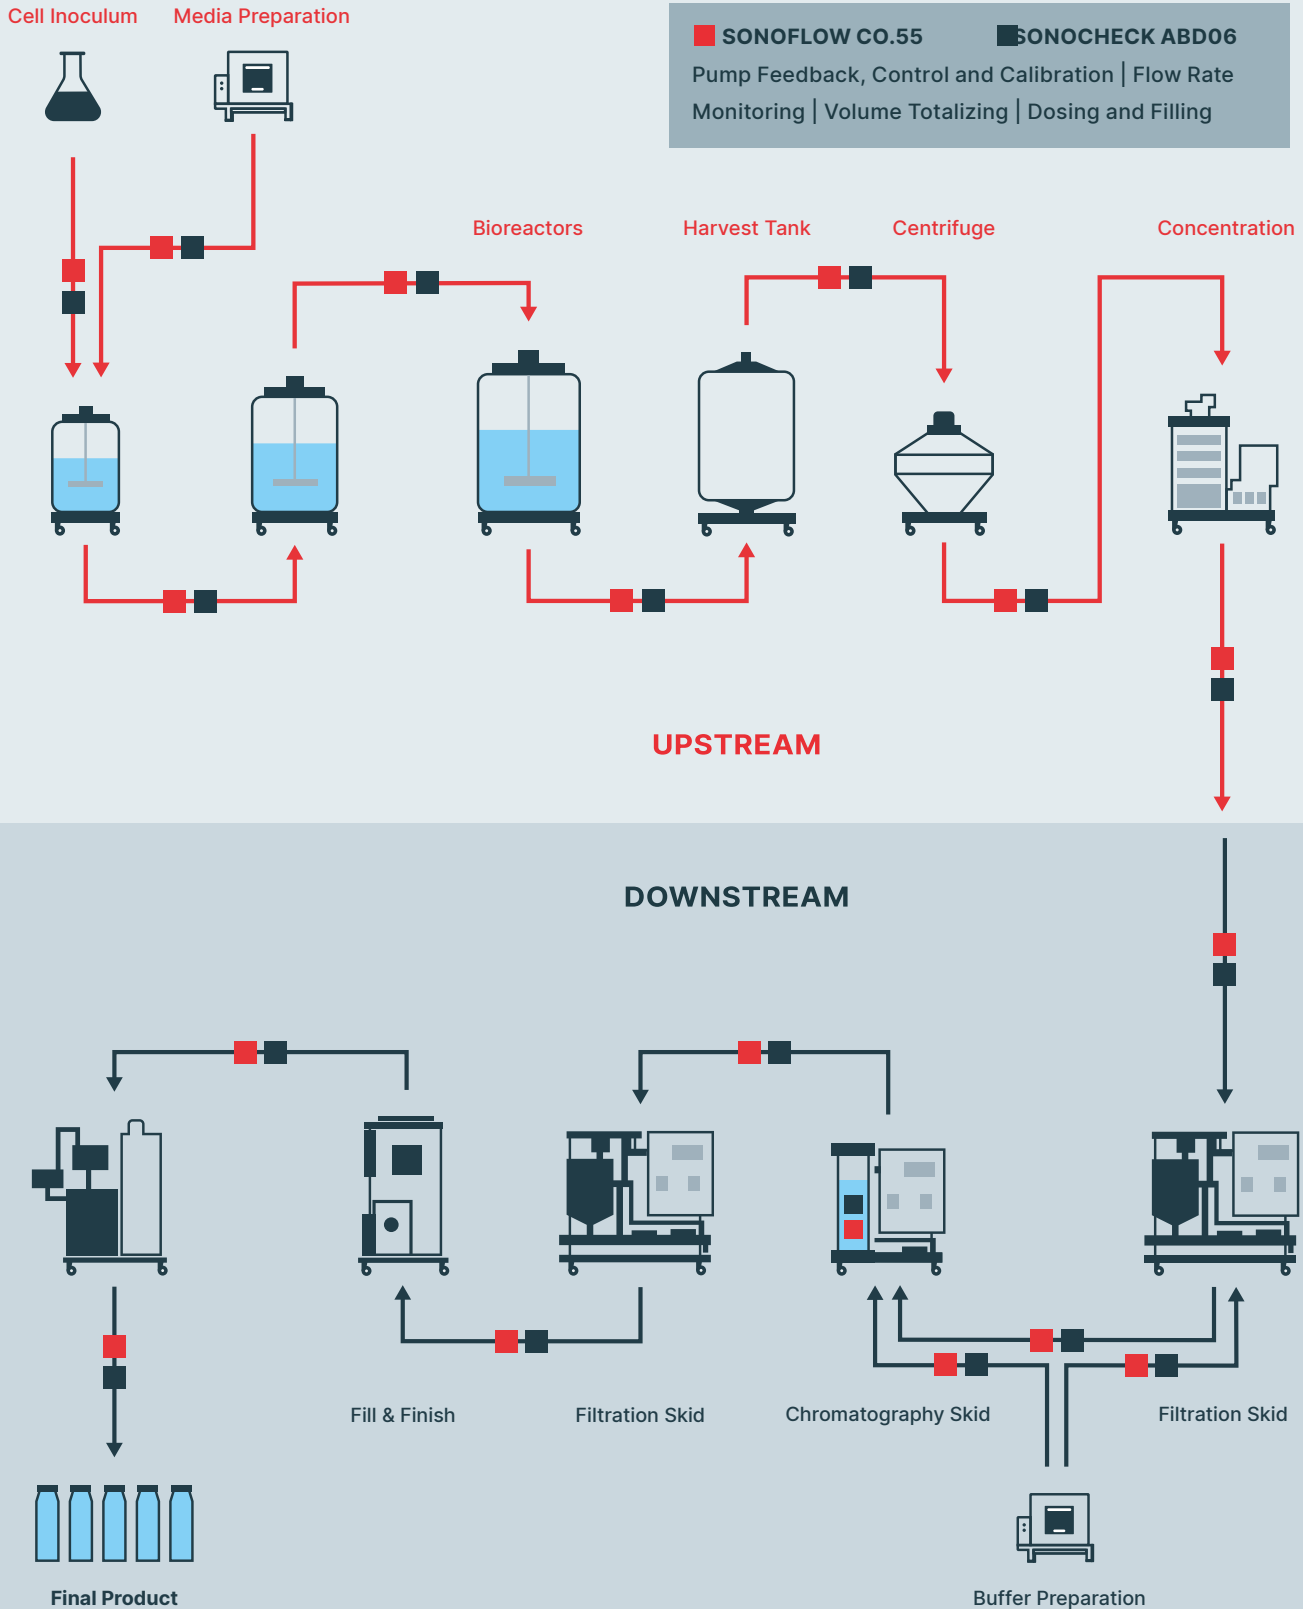 Cell Inoculum
Media Preparation
SONOFLOW CO.55
SONOCHECK ABD06
Pump Feedback, Control and Calibration | Flow Rate
Monitoring | Volume Totalizing | Dosing and Filling
Bioreactors
Harvest Tank
Centrifuge
Concentration
UPSTREAM
DOWNSTREAM
Fill & Finish
Filtration Skid
Chromatography Skid
Filtration Skid
Final Product
Buffer Preparation